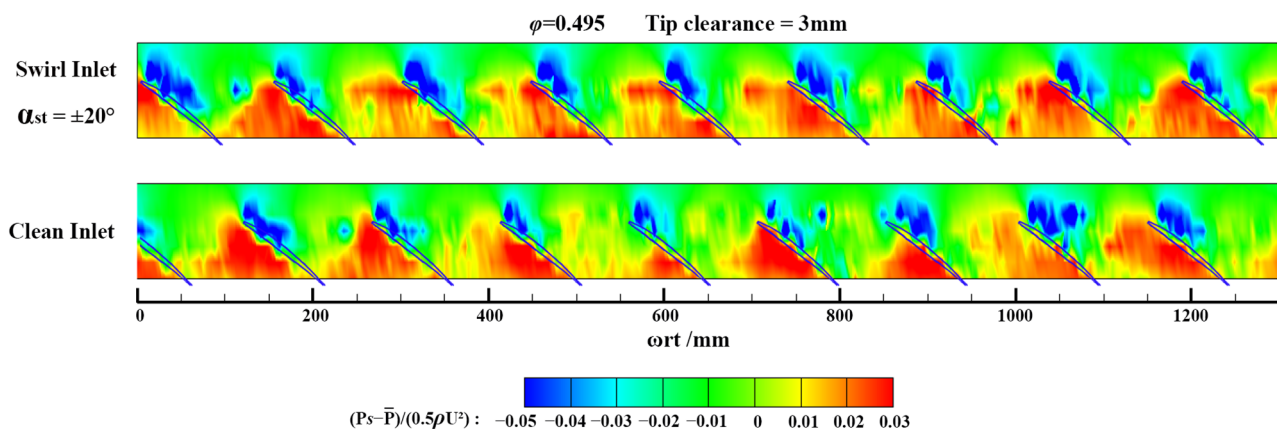 φ=0.495 Tip clearance = 3mm
Swirl Inlet
αst = ±20°
Clean Inlet
0 200 400 600 800 1000 1200
ωrt /mm
(Ps−P̅)/(0.5ρU²) : −0.05 −0.04 −0.03 −0.02 −0.01 0 0.01 0.02 0.03